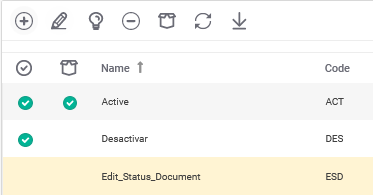 Name Code
Active ACT
Desactivar DES
Edit_Status_Document ESD